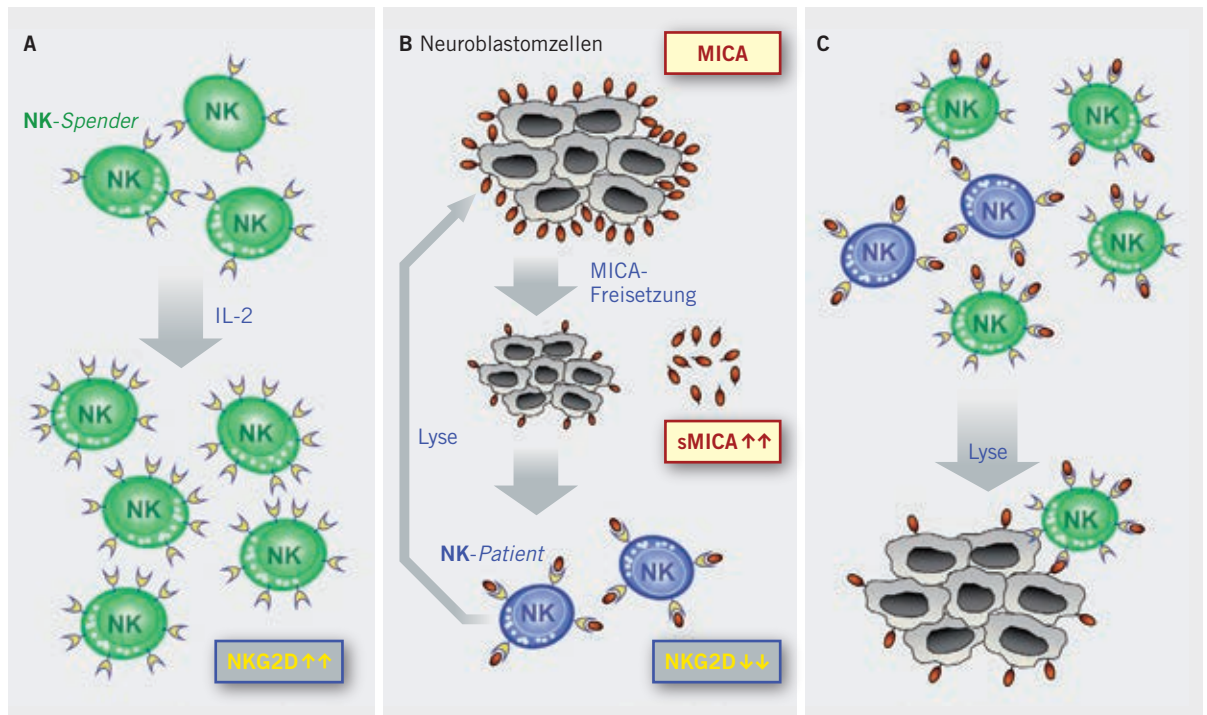 A
NK-Spender
NK
NK
NK
IL-2
NK
NK
NK
NK
NK
NKG2D↑↑
B Neuroblastomzellen
MICA
MICA-
Freisetzung
sMICA↑↑
Lyse
NK-Patient
NK
NK
NKG2D↓↓
C
NK
NK
NK
NK
NK
NK
Lyse
NK